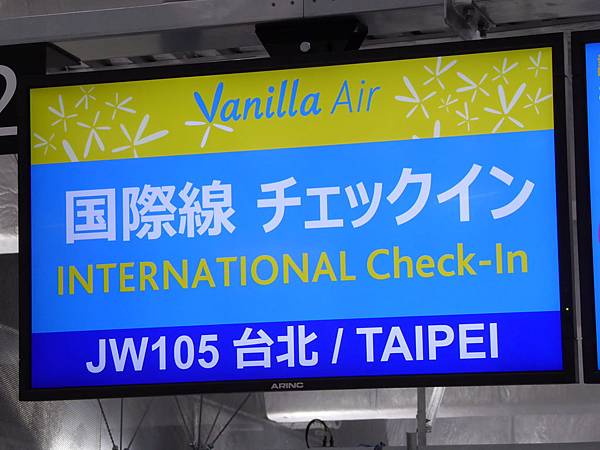 Vanilla Air
国際線 チェックイン
INTERNATIONAL Check-In
JW105 台北 / TAIPEI
ARINC
2